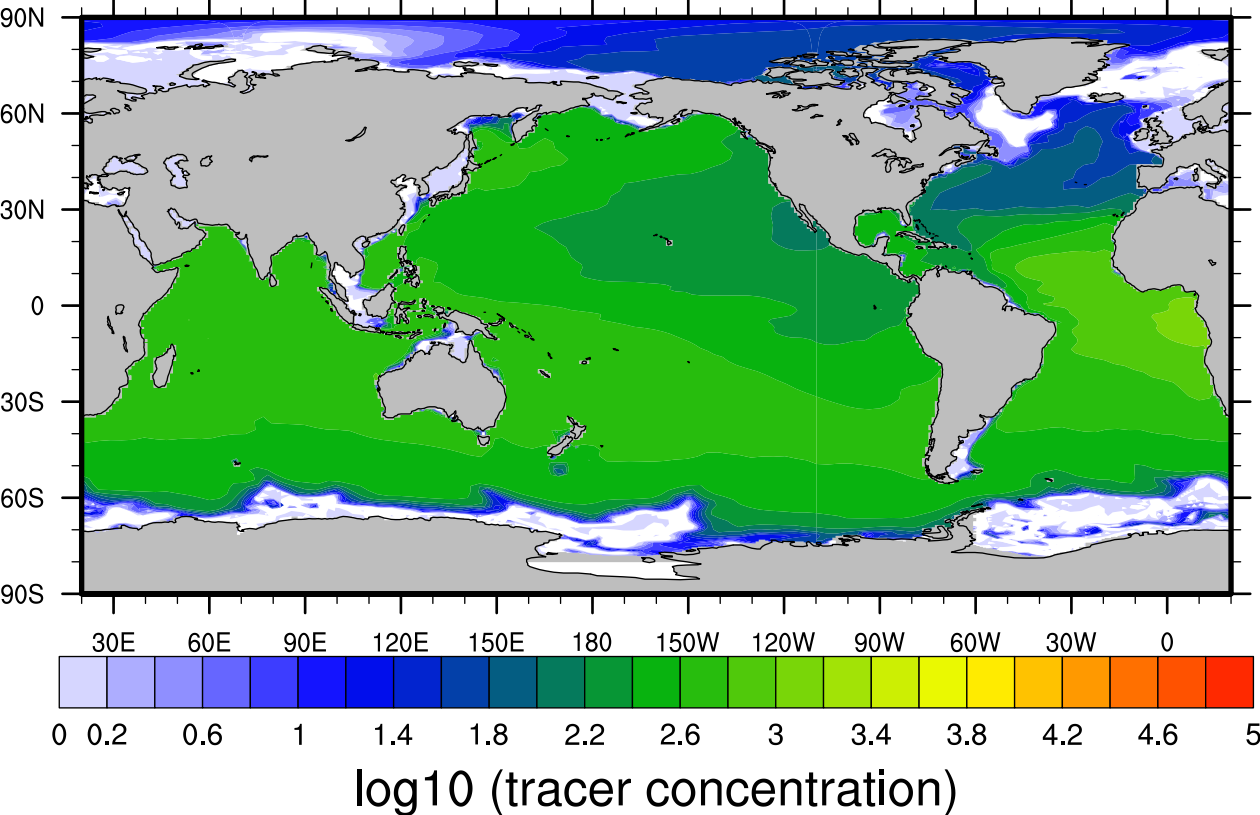 90N
60N
30N
0
30S
60S
90S
30E 60E 90E 120E 150E 180 150W 120W 90W 60W 30W 0
0 0.2 0.6 1 1.4 1.8 2.2 2.6 3 3.4 3.8 4.2 4.6 5
log10 (tracer concentration)